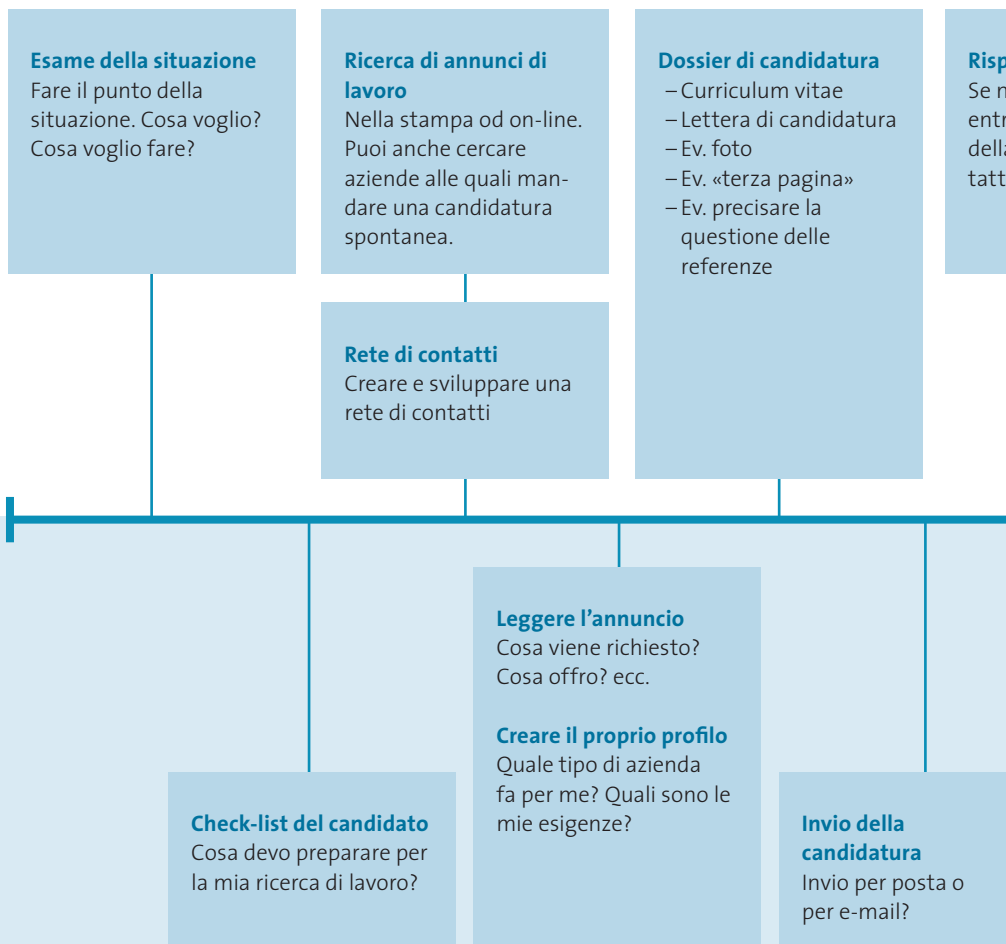 Esame della situazione
Fare il punto della
situazione. Cosa voglio?
Cosa voglio fare?
Ricerca di annunci di
lavoro
Nella stampa od on-line.
Puoi anche cercare
aziende alle quali man-
dare una candidatura
spontanea.
Rete di contatti
Creare e sviluppare una
rete di contatti
Dossier di candidatura
– Curriculum vitae
– Lettera di candidatura
– Ev. foto
– Ev. «terza pagina»
– Ev. precisare la
questione delle
referenze
Se
Check-list del candidato
Cosa devo preparare per
la mia ricerca di lavoro?
Leggere l’annuncio
Cosa viene richiesto?
Cosa offro? ecc.
Creare il proprio profilo
Quale tipo di azienda
fa per me? Quali sono le
mie esigenze?
Invio della
candidatura
Invio per posta o
per e-mail?